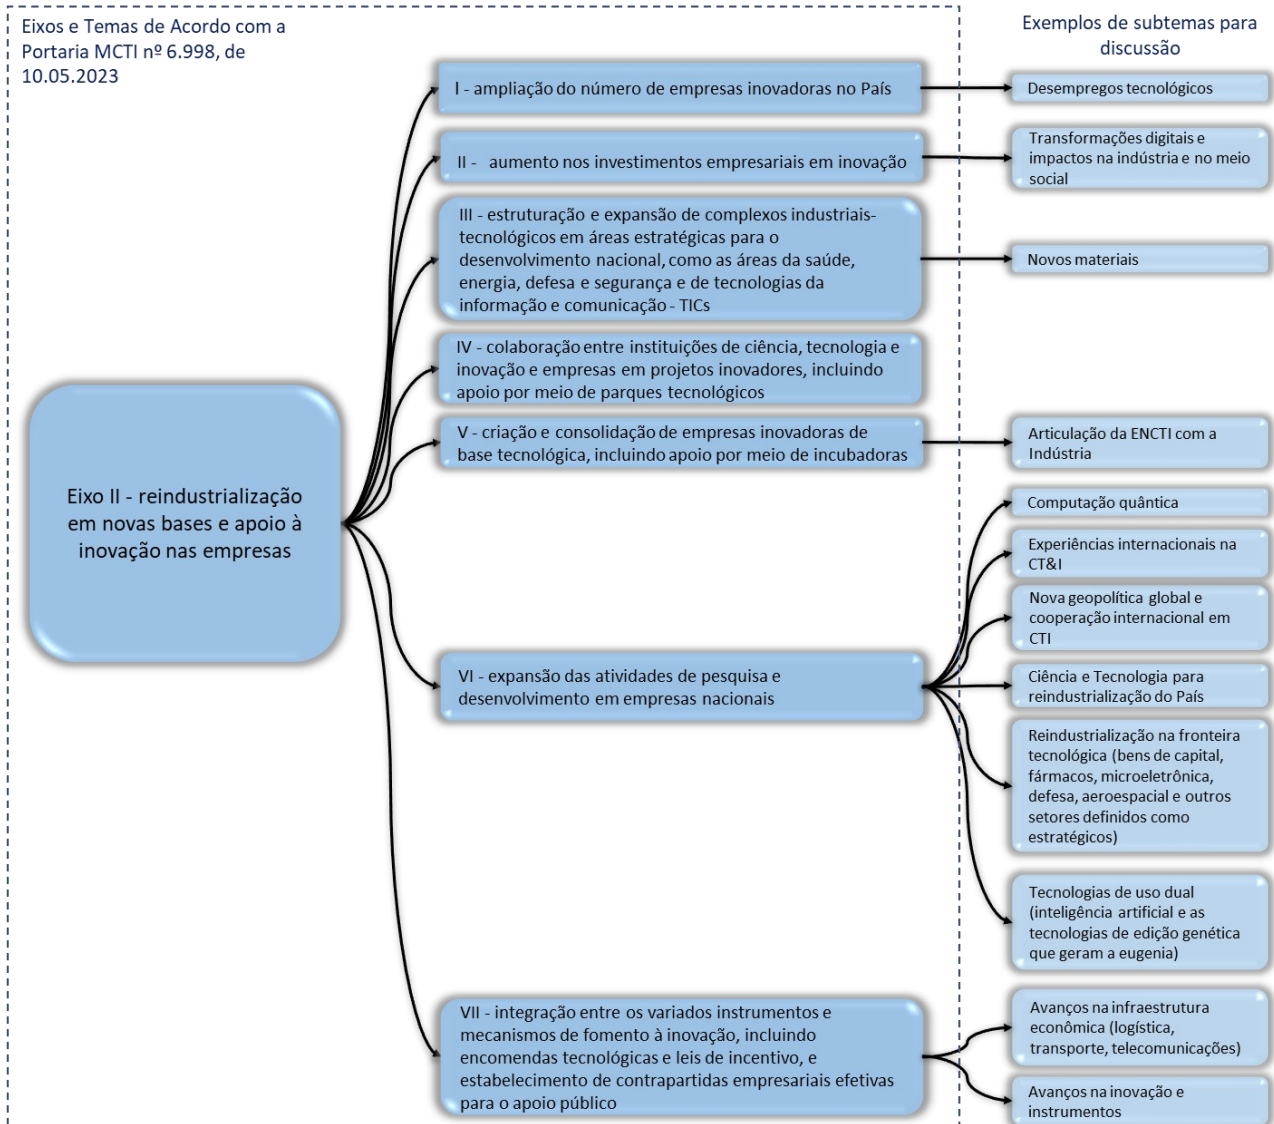 Eixos e Temas de Acordo com a
Portaria MCTI nº 6.998, de
10.05.2023
Exemplos de subtemas para
discussão
Eixo II - reindustrialização
em novas bases e apoio à
inovação nas empresas
I - ampliação do número de empresas inovadoras no País
Desempregos tecnológicos
II - aumento nos investimentos empresariais em inovação
Transformações digitais e
impactos na indústria e no meio
social
III - estruturação e expansão de complexos industriais-
tecnológicos em áreas estratégicas para o
desenvolvimento nacional, como as áreas da saúde,
energia, defesa e segurança e de tecnologias da
informação e comunicação - TICs
Novos materiais
IV - colaboração entre instituições de ciência, tecnologia e
inovação e empresas em projetos inovadores, incluindo
apoio por meio de parques tecnológicos
V - criação e consolidação de empresas inovadoras de
base tecnológica, incluindo apoio por meio de incubadoras
Articulação da ENCTI com a
Indústria
VI - expansão das atividades de pesquisa e
desenvolvimento em empresas nacionais
Computação quântica
Experiências internacionais na
CT&I
Nova geopolítica global e
cooperação internacional em
CTI
Ciência e Tecnologia para
reindustrialização do País
Reindustrialização na fronteira
tecnológica (bens de capital,
fármacos, microeletrônica,
defesa, aeroespacial e outros
setores definidos como
estratégicos)
Tecnologias de uso dual
(inteligência artificial e as
tecnologias de edição genética
que geram a eugenia)
VII - integração entre os variados instrumentos e
mecanismos de fomento à inovação, incluindo
encomendas tecnológicas e leis de incentivo, e
estabelecimento de contrapartidas empresariais efetivas
para o apoio público
Avanços na infraestrutura
econômica (logística,
transporte, telecomunicações)
Avanços na inovação e
instrumentos